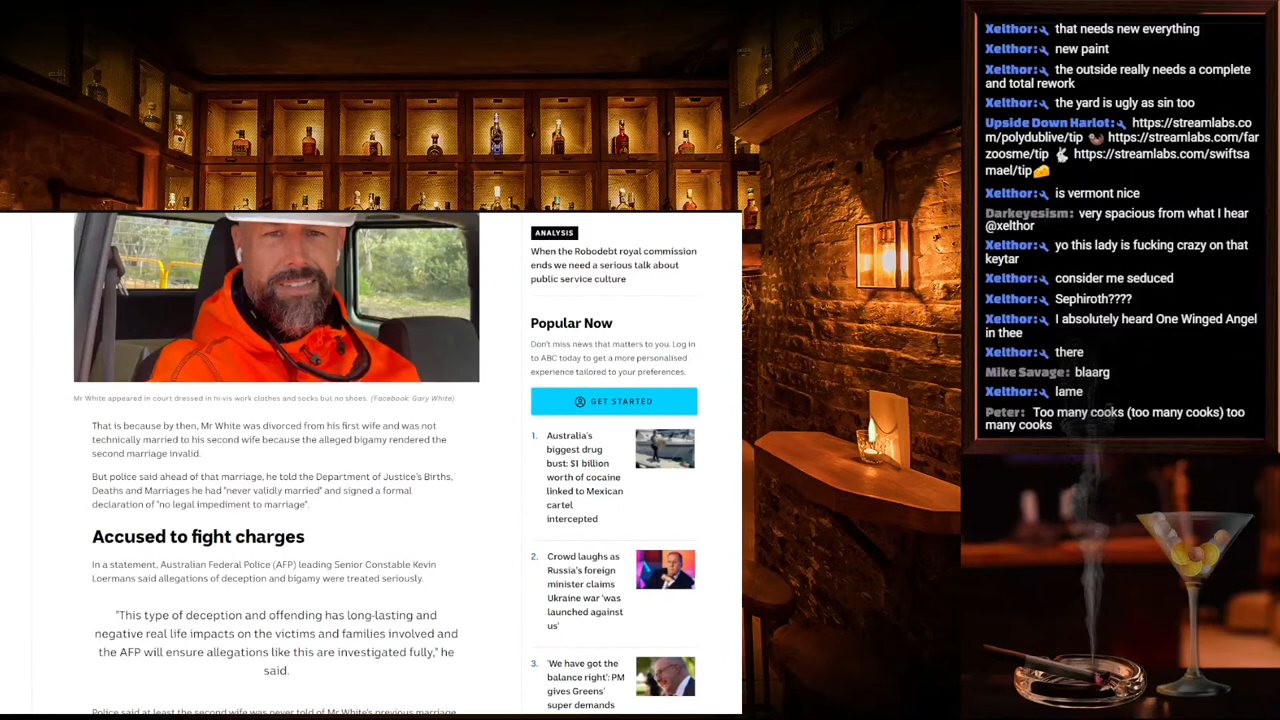 Mr White appeared in court dressed in hi-vis work clothes and socks but no shoes. (Facebook: Gary White)
That is because by then, Mr White was divorced from his first wife and was not
technically married to his second wife because the alleged bigamy rendered the
second marriage invalid.
But police said ahead of that marriage, he told the Department of Justice's Births,
Deaths and Marriages he had "never validly married" and signed a formal
declaration of "no legal impediment to marriage".
Accused to fight charges
In a statement, Australian Federal Police (AFP) leading Senior Constable Kevin
Loermans said allegations of deception and bigamy were treated seriously.
"This type of deception and offending has long-lasting and
negative real life impacts on the victims and families involved and
the AFP will ensure allegations like this are investigated fully," he
said.
Police said at least the second wife was never told of Mr White's previous marriage
ANALYSIS
When the Robodebt royal commission
ends we need a serious talk about
public service culture
Popular Now
Don't miss news that matters to you. Log in
to ABC today to get a more personalised
experience tailored to your preferences.
GET STARTED
1. Australia's
biggest drug
bust: $1 billion
worth of cocaine
linked to Mexican
cartel
intercepted
2. Crowd laughs as
Russia's foreign
minister claims
Ukraine war 'was
launched against
us'
3. 'We have got the
balance right': PM
gives Greens'
super demands
Xelthor: that needs new everything
Xelthor: new paint
Xelthor: the outside really needs a complete
and total rework
Xelthor: the yard is ugly as sin too
Upside Down Harlot: https://streamlabs.co
m/polydublive/tip 🦦 https://streamlabs.com/far
zoosme/tip 🐇 https://streamlabs.com/swiftsa
mael/tip🧀
Xelthor: is vermont nice
Darkeyesism: very spacious from what I hear
@xelthor
Xelthor: yo this lady is fucking crazy on that
keytar
Xelthor: consider me seduced
Xelthor: Sephiroth????
Xelthor: I absolutely heard One Winged Angel
in thee
Xelthor: there
Mike Savage: blaarg
Xelthor: lame
Peter: Too many cooks (too many cooks) too
many cooks